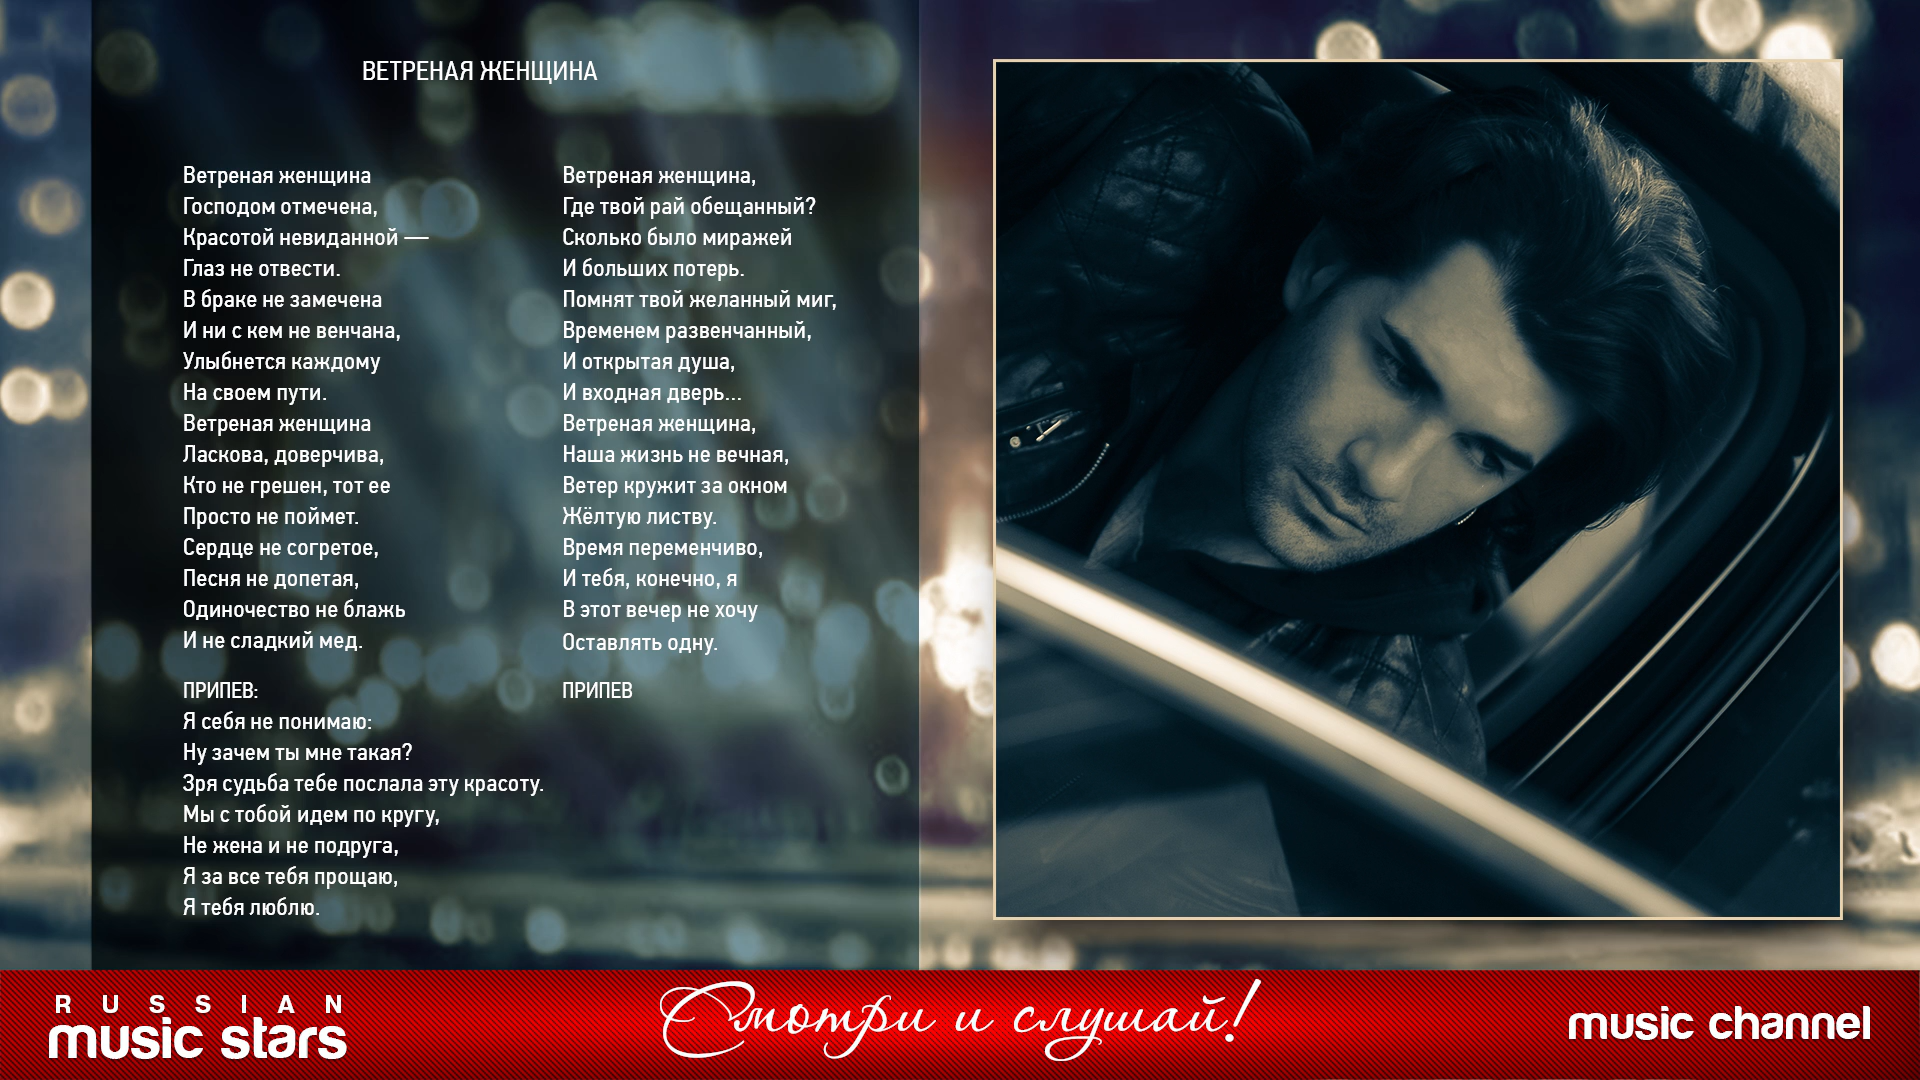 ВЕТРЕНАЯ ЖЕНЩИНА
Ветреная женщина
Господом отмечена,
Красотой невиданной —
Глаз не отвести.
В браке не замечена
И ни с кем не венчана,
Улыбнется каждому
На своем пути.
Ветреная женщина
Ласкова, доверчива,
Кто не грешен, тот ее
Просто не поймет.
Сердце не согретое,
Песня не допетая,
Одиночество не блажь
И не сладкий мед.
ПРИПЕВ:
Я себя не понимаю:
Ну зачем ты мне такая?
Зря судьба тебе послала эту красоту.
Мы с тобой идем по кругу,
Не жена и не подруга,
Я за все тебя прощаю,
Я тебя люблю.
Ветреная женщина,
Где твой рай обещанный?
Сколько было миражей
И больших потерь.
Помнят твой желанный миг,
Временем развенчанный,
И открытая душа,
И входная дверь...
Ветреная женщина,
Наша жизнь не вечная,
Ветер кружит за окном
Жёлтую листву.
Время переменчиво,
И тебя, конечно, я
В этот вечер не хочу
Оставлять одну.
ПРИПЕВ
RUSSIAN
music stars
Смотри и слушай!
music channel